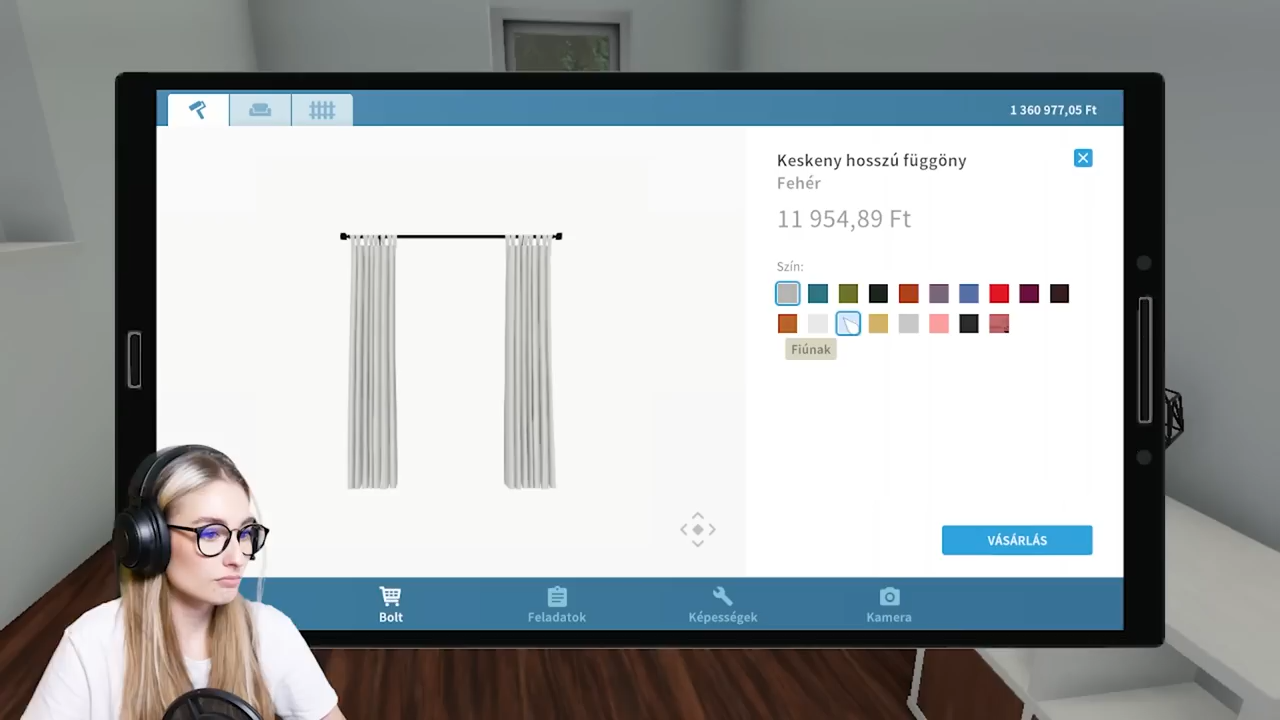 1 360 977,05 Ft
Keskeny hosszú függöny
Fehér
11 954,89 Ft
Szín:
Fiúnak
VÁSÁRLÁS
Bolt
Feladatok
Képességek
Kamera